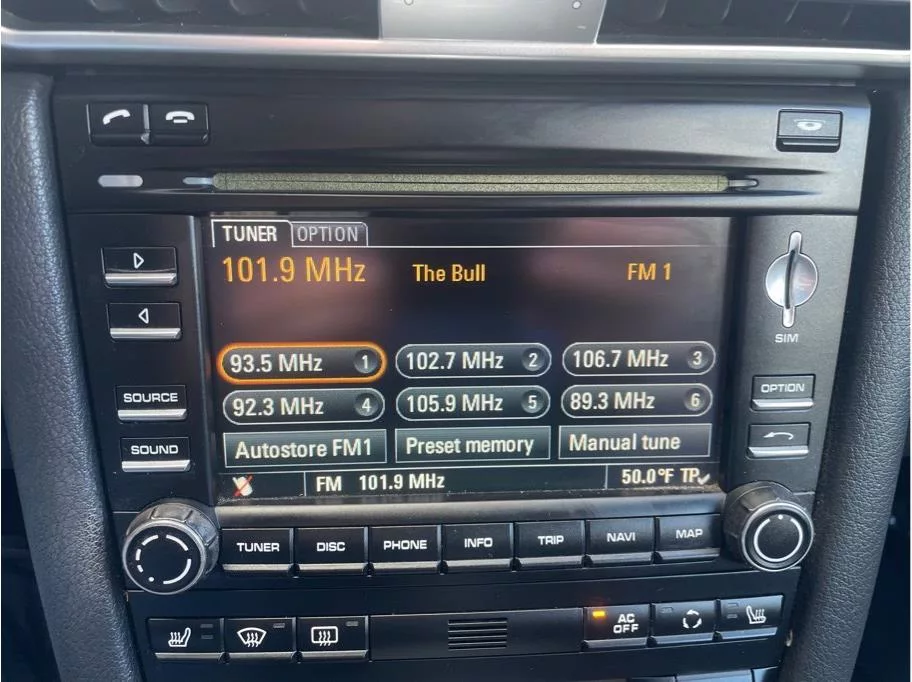 TUNER OPTION
101.9 MHz The Bull FM 1
93.5 MHz 1 102.7 MHz 2 106.7 MHz 3
SIM
92.3 MHz 4 105.9 MHz 5 89.3 MHz 6
OPTION
SOURCE
Autostore FM1 Preset memory Manual tune
SOUND
FM 101.9 MHz 50.0°F TP
TUNER DISC PHONE INFO TRIP NAVI MAP
AC
OFF